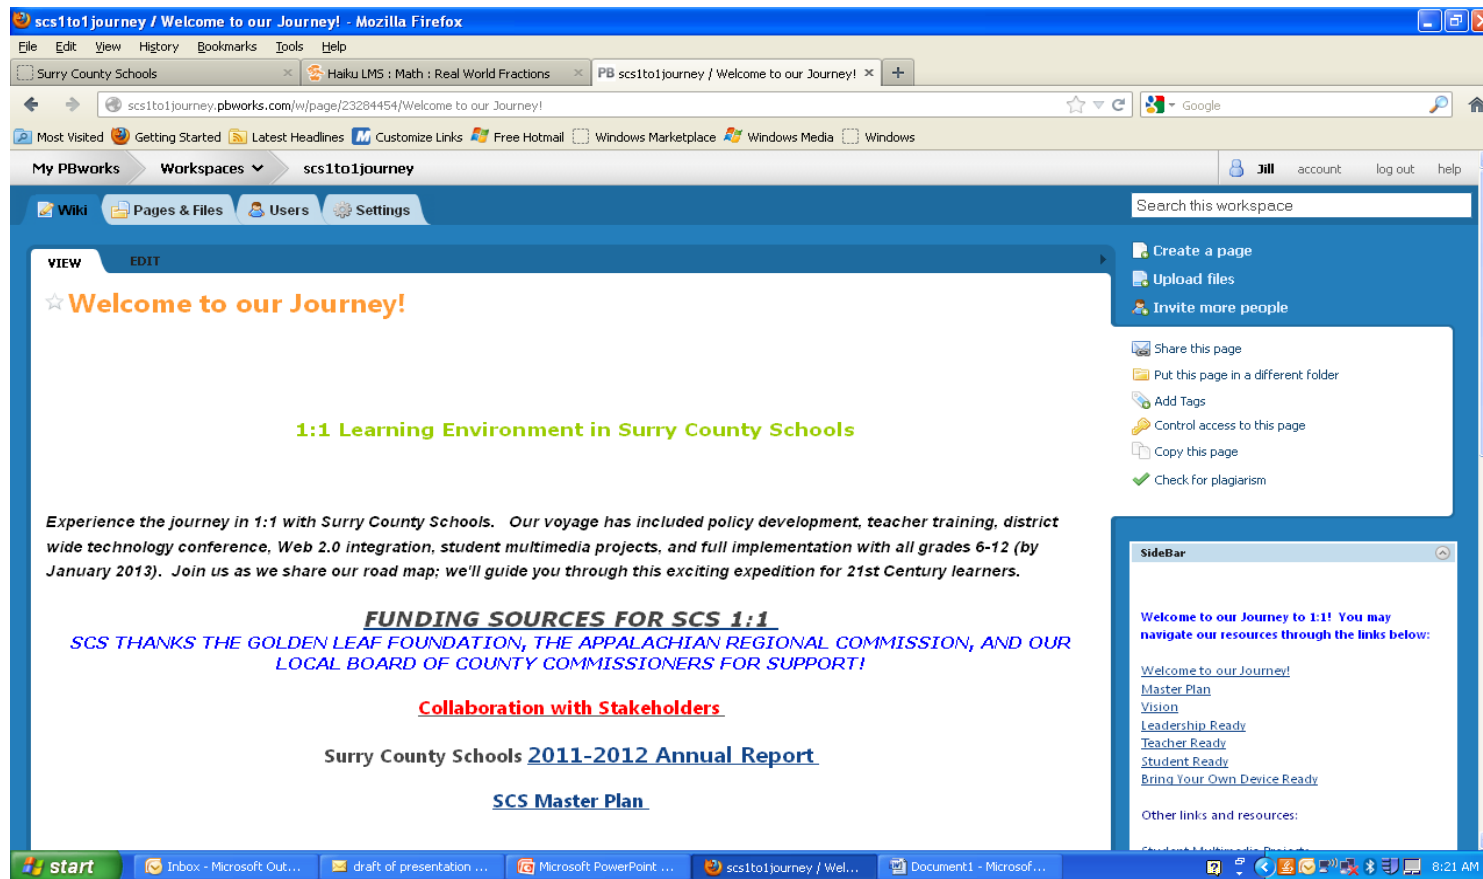 scs1to1journey / Welcome to our Journey! - Mozilla Firefox
File Edit View History Bookmarks Tools Help
Surry County Schools × Haiku LMS : Math : Real World Fractions × PB scs1to1journey / Welcome to our Journey! × +
scs1to1journey.pbworks.com/w/page/23284454/Welcome to our Journey! Google
Most Visited Getting Started Latest Headlines Customize Links Free Hotmail Windows Marketplace Windows Media Windows
My PBworks Workspaces scs1to1journey Jill account log out help
Wiki Pages & Files Users Settings Search this workspace
VIEW EDIT
Welcome to our Journey!
1:1 Learning Environment in Surry County Schools
Experience the journey in 1:1 with Surry County Schools. Our voyage has included policy development, teacher training, district
wide technology conference, Web 2.0 integration, student multimedia projects, and full implementation with all grades 6-12 (by
January 2013). Join us as we share our road map; we'll guide you through this exciting expedition for 21st Century learners.
FUNDING SOURCES FOR SCS 1:1
SCS THANKS THE GOLDEN LEAF FOUNDATION, THE APPALACHIAN REGIONAL COMMISSION, AND OUR
LOCAL BOARD OF COUNTY COMMISSIONERS FOR SUPPORT!
Collaboration with Stakeholders
Surry County Schools 2011-2012 Annual Report
SCS Master Plan
Create a page
Upload files
Invite more people
Share this page
Put this page in a different folder
Add Tags
Control access to this page
Copy this page
Check for plagiarism
SideBar
Welcome to our Journey to 1:1! You may
navigate our resources through the links below:
Welcome to our Journey!
Master Plan
Vision
Leadership Ready
Teacher Ready
Student Ready
Bring Your Own Device Ready
Other links and resources:
Student Multimedia Projects
start Inbox - Microsoft Out... draft of presentation ... Microsoft PowerPoint ... scs1to1journey / Wel... Document1 - Microsof... 8:21 AM